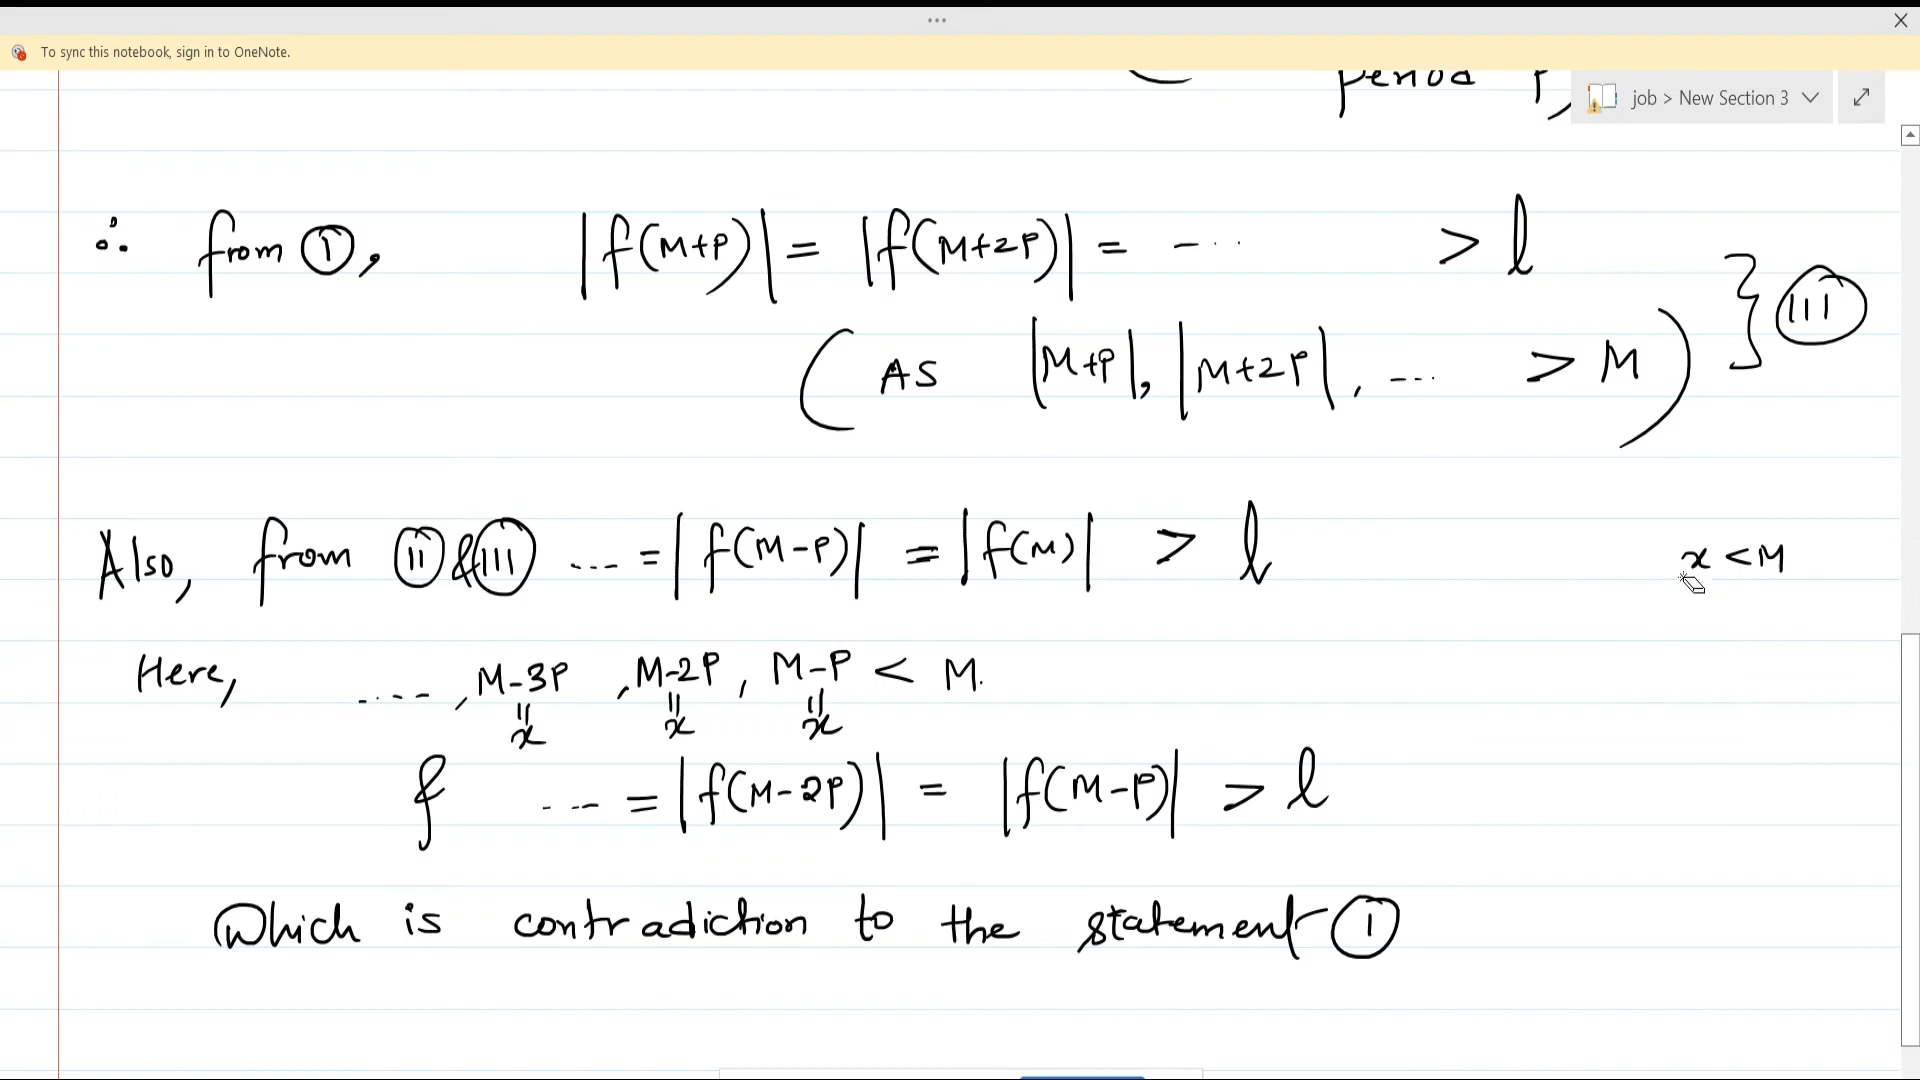 To sync this notebook, sign in to OneNote.
period P,
job > New Section 3
∴ from Ⓘ, |f(M+P)| = |f(M+2P)| = - ... > l
(As |M+P|, |M+2P|, ... > M) } III
Also, from II & III ... = |f(M-P)| = |f(M)| > l
x < M
Here, ...., M-3P, M-2P, M-P < M.
= x = x = x
& ... = |f(M-2P)| = |f(M-P)| > l
Which is contradiction to the statement Ⓘ